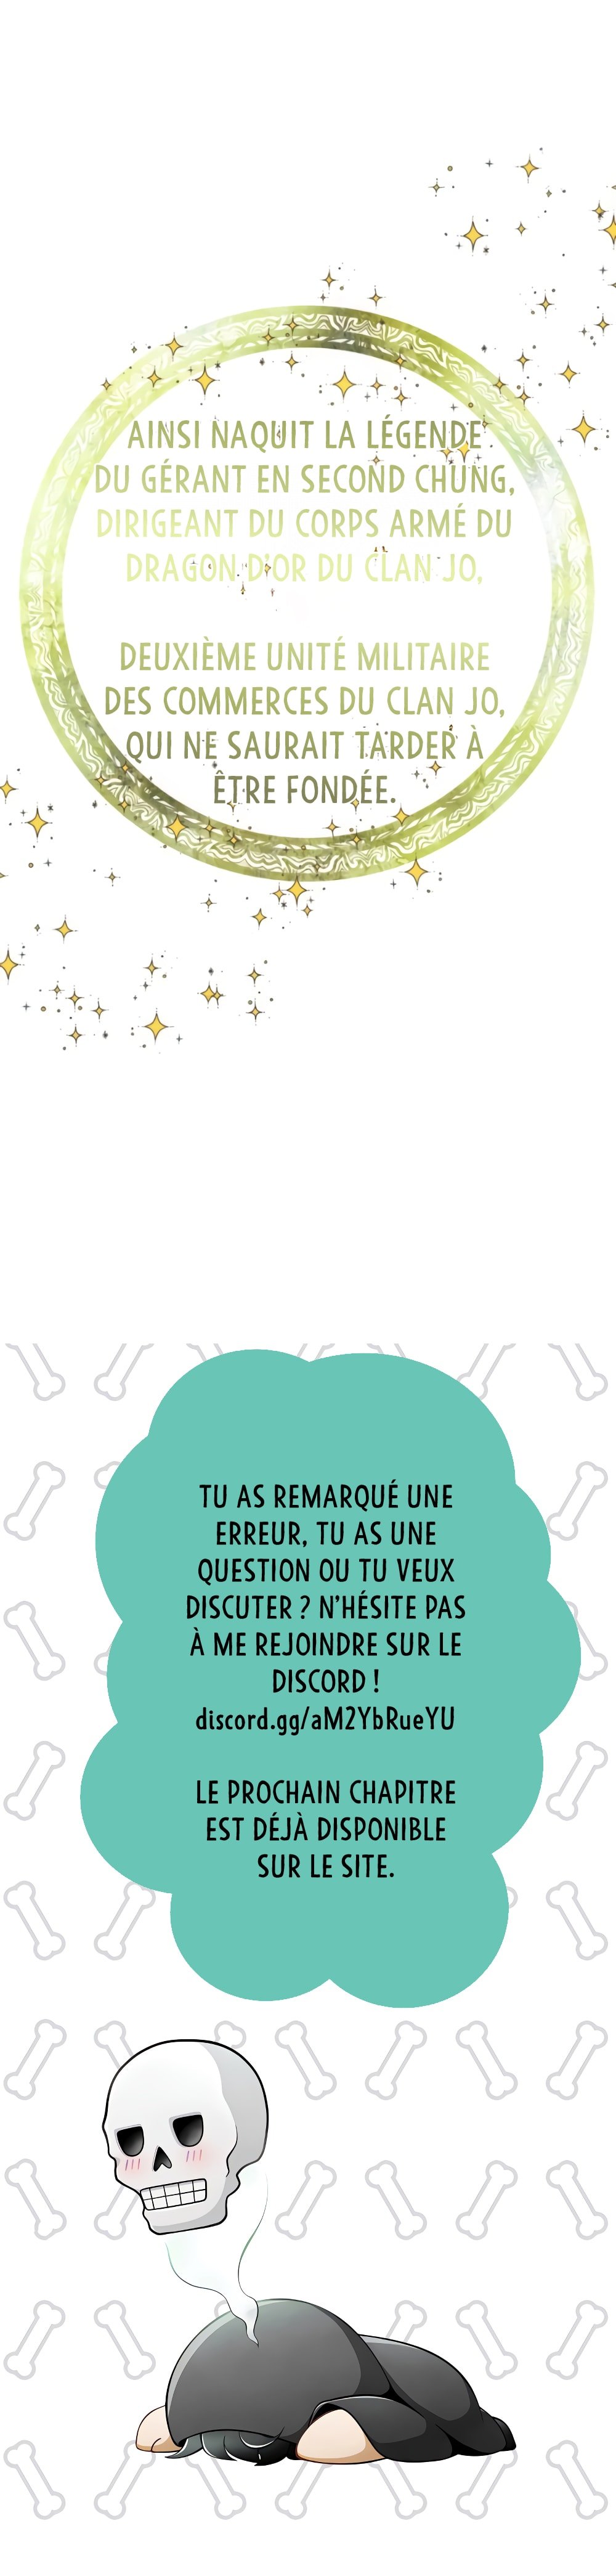 AINSI NAQUIT LA LÉGENDE
DU GÉRANT EN SECOND CHUNG,
DIRIGEANT DU CORPS ARMÉ DU
DRAGON D'OR DU CLAN JO,
DEUXIÈME UNITÉ MILITAIRE
DES COMMERCES DU CLAN JO,
QUI NE SAURAIT TARDER À
ÊTRE FONDÉE.
TU AS REMARQUÉ UNE
ERREUR, TU AS UNE
QUESTION OU TU VEUX
DISCUTER ? N'HÉSITE PAS
À ME REJOINDRE SUR LE
DISCORD !
discord.gg/aM2YbRueYU
LE PROCHAIN CHAPITRE
EST DÉJÀ DISPONIBLE
SUR LE SITE.